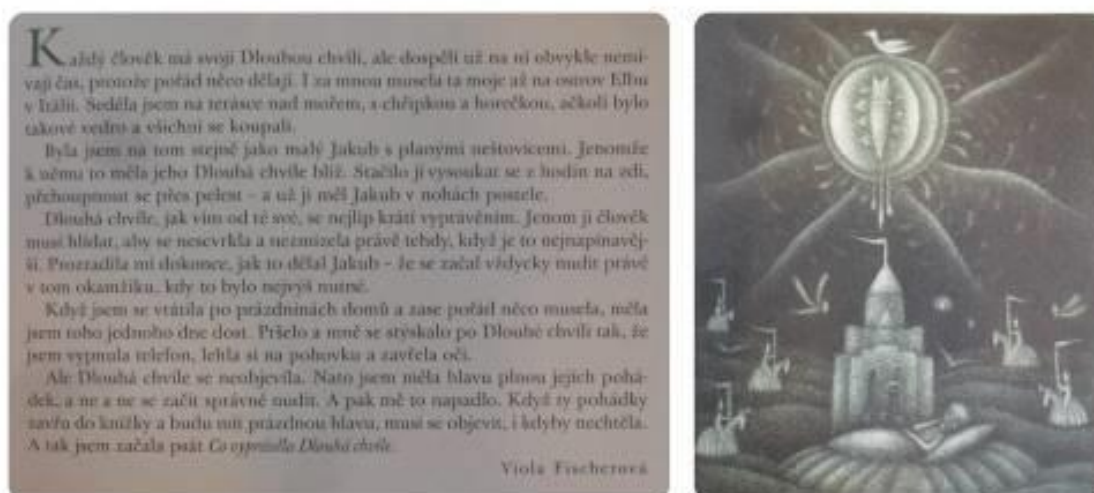 Každý člověk má svoji Dlouhou chvíli, ale dospělí už na ni obvykle nemí-
vají čas, protože pořád něco dělají. I za mnou musela ta moje až na ostrov Elbu
v Itálii. Seděla jsem na terásce nad mořem, s chřipkou a horečkou, ačkoli bylo
takové vedro a všichni se koupali.
Byla jsem na tom stejně jako malý Jakub s planými neštovicemi. Jenomže
k němu to měla jeho Dlouhá chvíle blíž. Stačilo jí vysoukat se z hodin na zdi,
přehoupnout se přes pelest – a už ji měl Jakub v nohách postele.
Dlouhá chvíle, jak vím od té své, se nejlíp krátí vyprávěním. Jenom ji člověk
musí hlídat, aby se nescvrkla a nezmizela právě tehdy, když je to nejnapínavěj-
ší. Prozradila mi dokonce, jak to dělal Jakub – že se začal vždycky nudit právě
v tom okamžiku, kdy to bylo nejvýš nutné.
Když jsem se vrátila po prázdninách domů a zase pořád něco musela, měla
jsem toho jednoho dne dost. Pršelo a mně se stýskalo po Dlouhé chvíli tak, že
jsem vypnula telefon, lehla si na pohovku a zavřela oči.
Ale Dlouhá chvíle se neobjevila. Nato jsem měla hlavu plnou jejích pohá-
dek, a ne a ne se začít správně nudit. A pak mě to napadlo. Když ty pohádky
zavřu do knížky a budu mít prázdnou hlavu, musí se objevit, i kdyby nechtěla.
A tak jsem začala psát Co vyprávěla Dlouhá chvíle.
Viola Fischerová